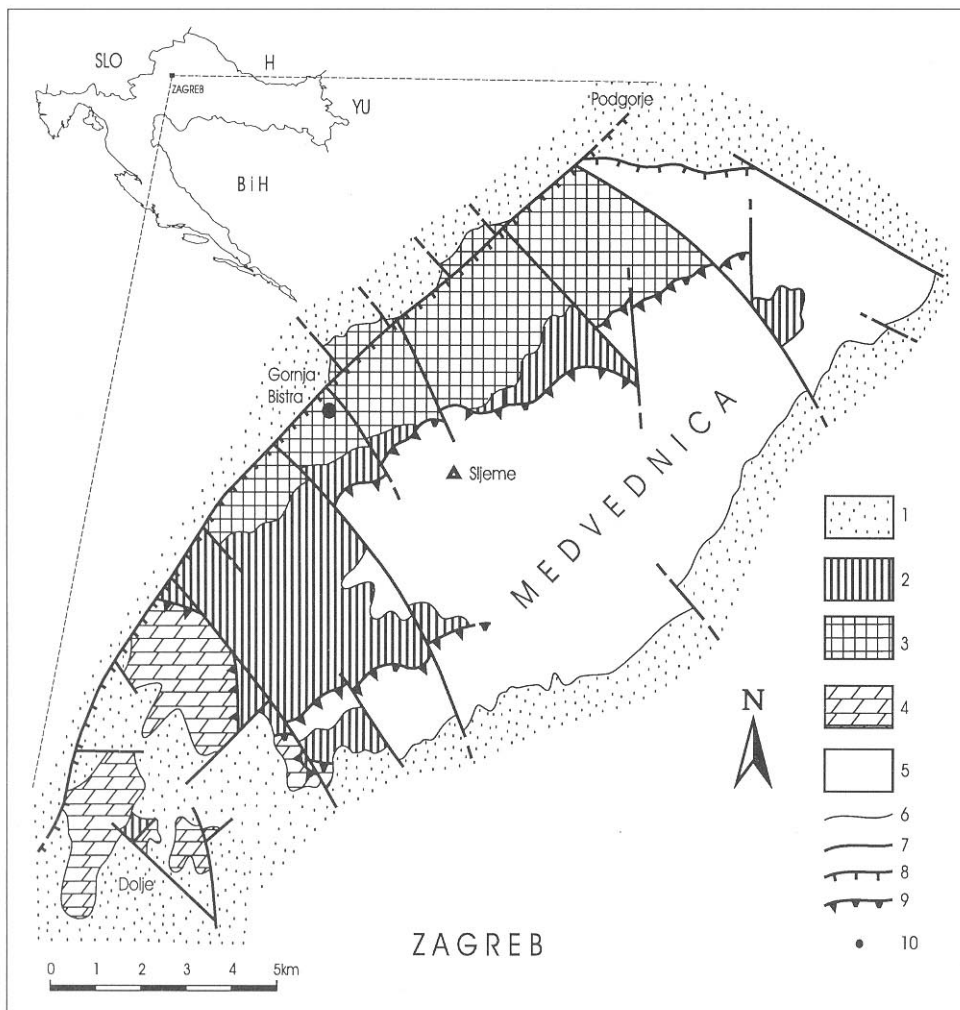 SLO
H
ZAGREB
YU
BiH
Podgorje
Gornja
Bistra
Sljeme
MEDVEDNICA
1
2
3
4
N
5
6
7
8
9
10
Dolje
ZAGREB
0 1 2 3 4 5km